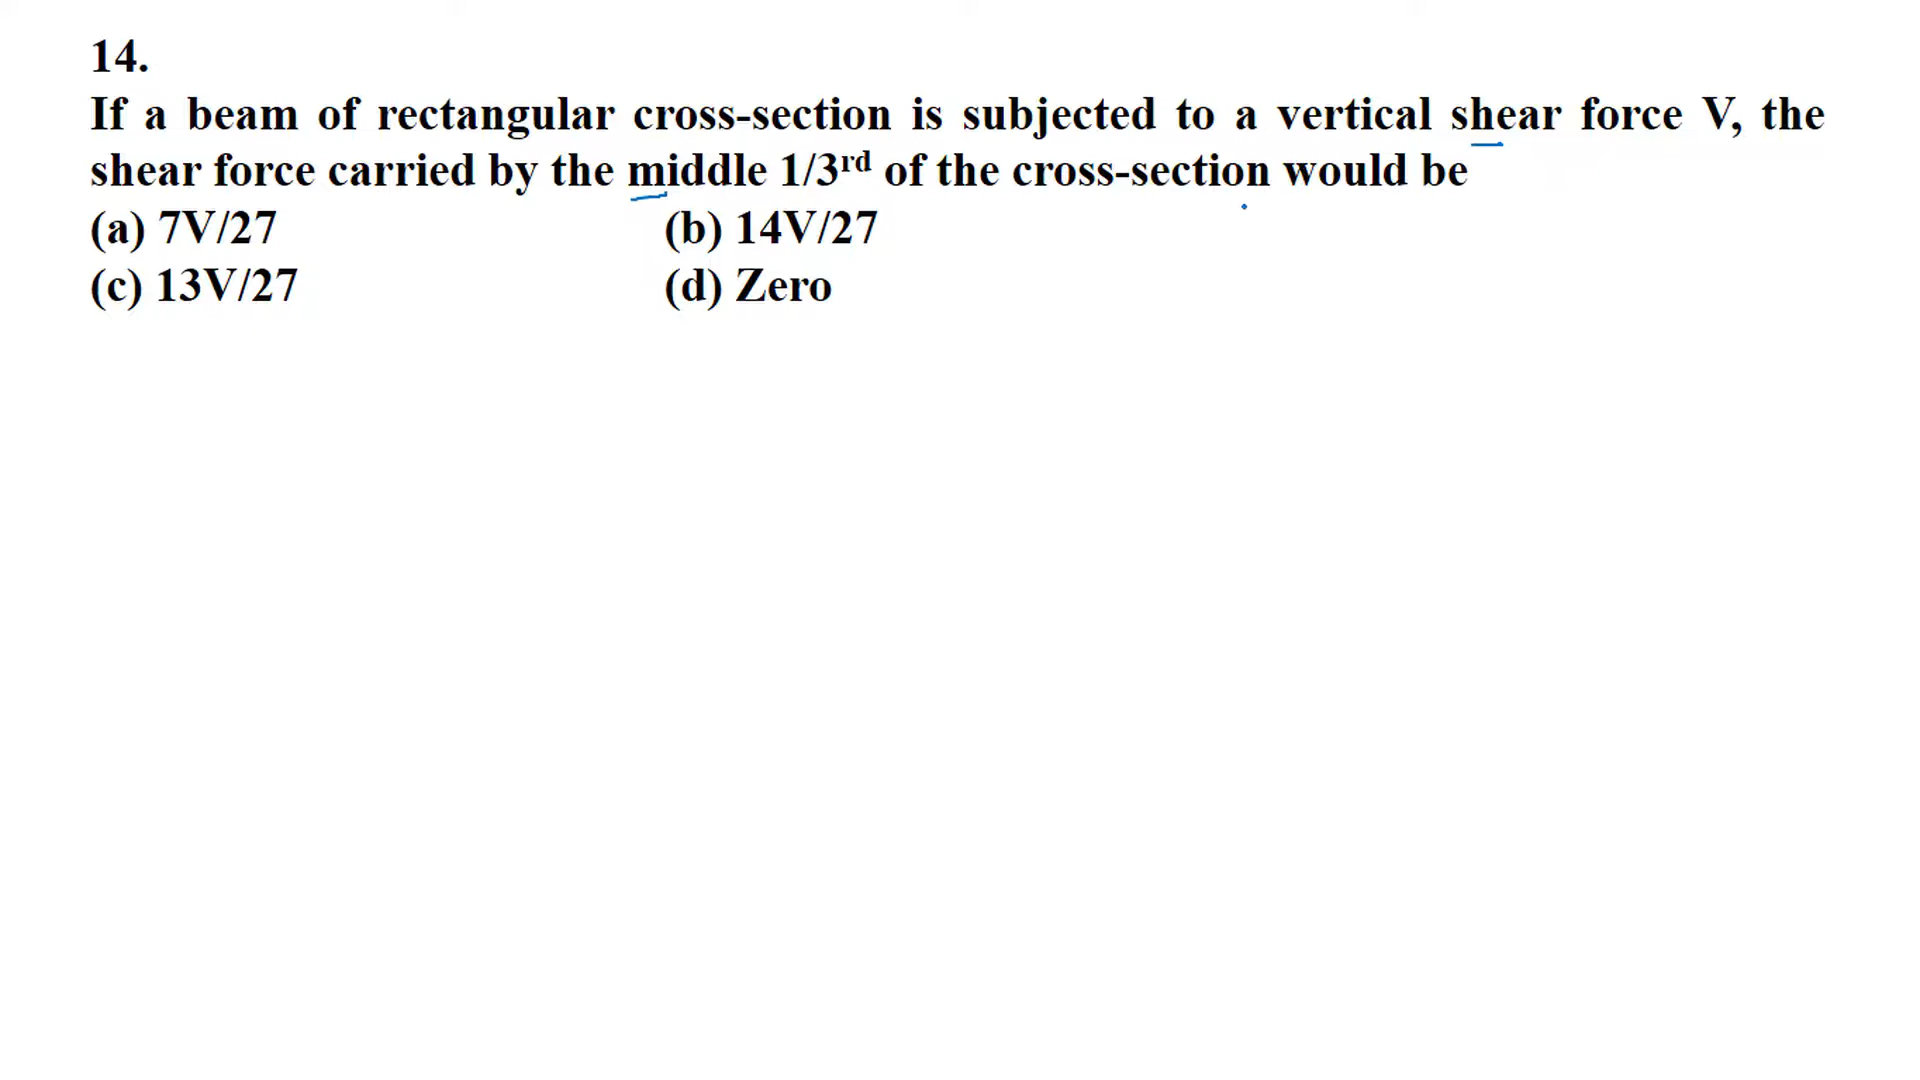 14.
If a beam of rectangular cross-section is subjected to a vertical shear force V, the
shear force carried by the middle 1/3rd of the cross-section would be
(a) 7V/27 (b) 14V/27
(c) 13V/27 (d) Zero